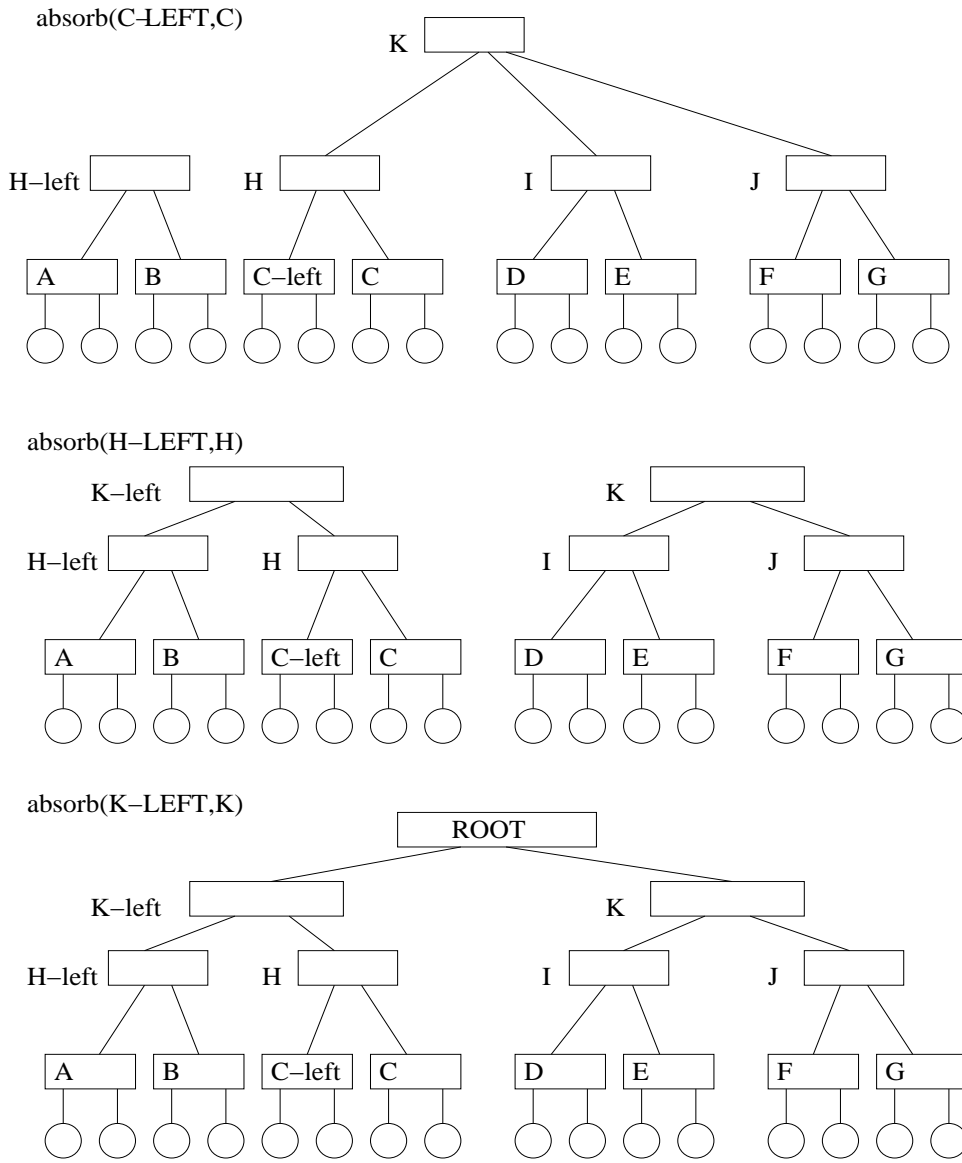 absorb(C–LEFT,C)
K
H–left H I J
A B C–left C D E F G
absorb(H–LEFT,H)
K–left K
H–left H I J
A B C–left C D E F G
absorb(K–LEFT,K)
ROOT
K–left K
H–left H I J
A B C–left C D E F G